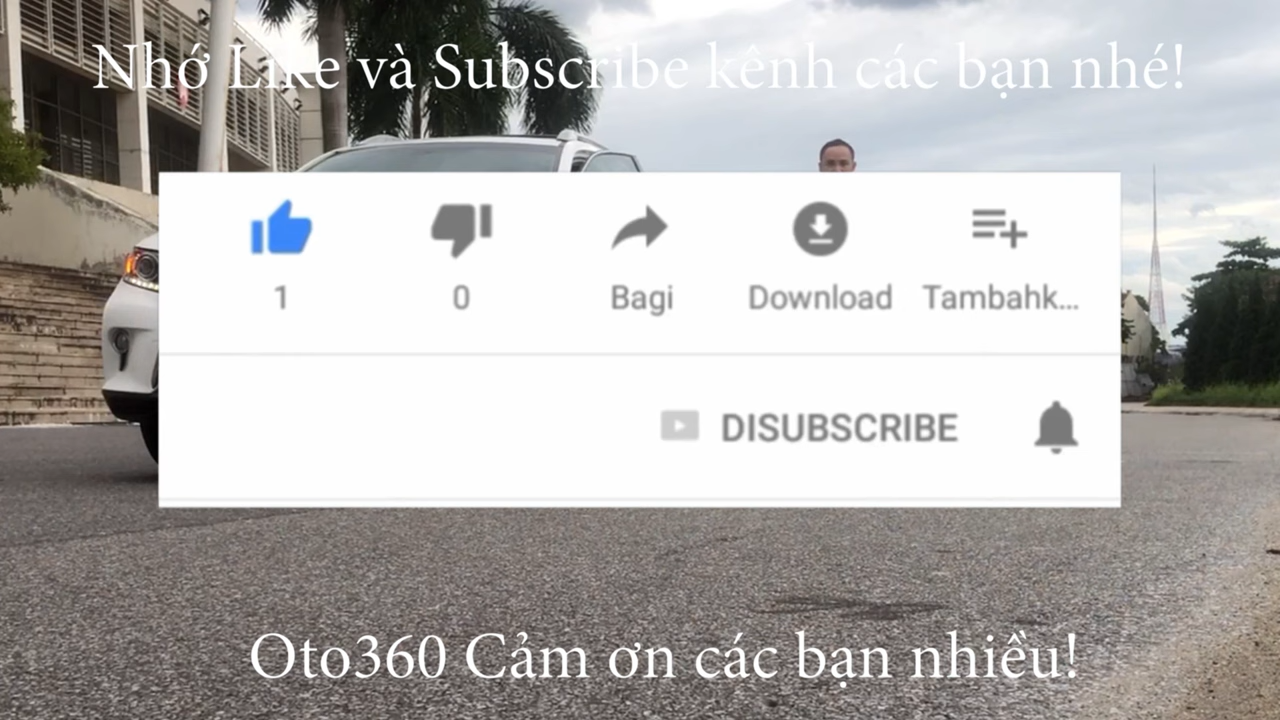 Nhớ Like và Subscribe kênh các bạn nhé!
1 0 Bagi Download Tambahk...
DISUBSCRIBE
Oto360 Cảm ơn các bạn nhiều!